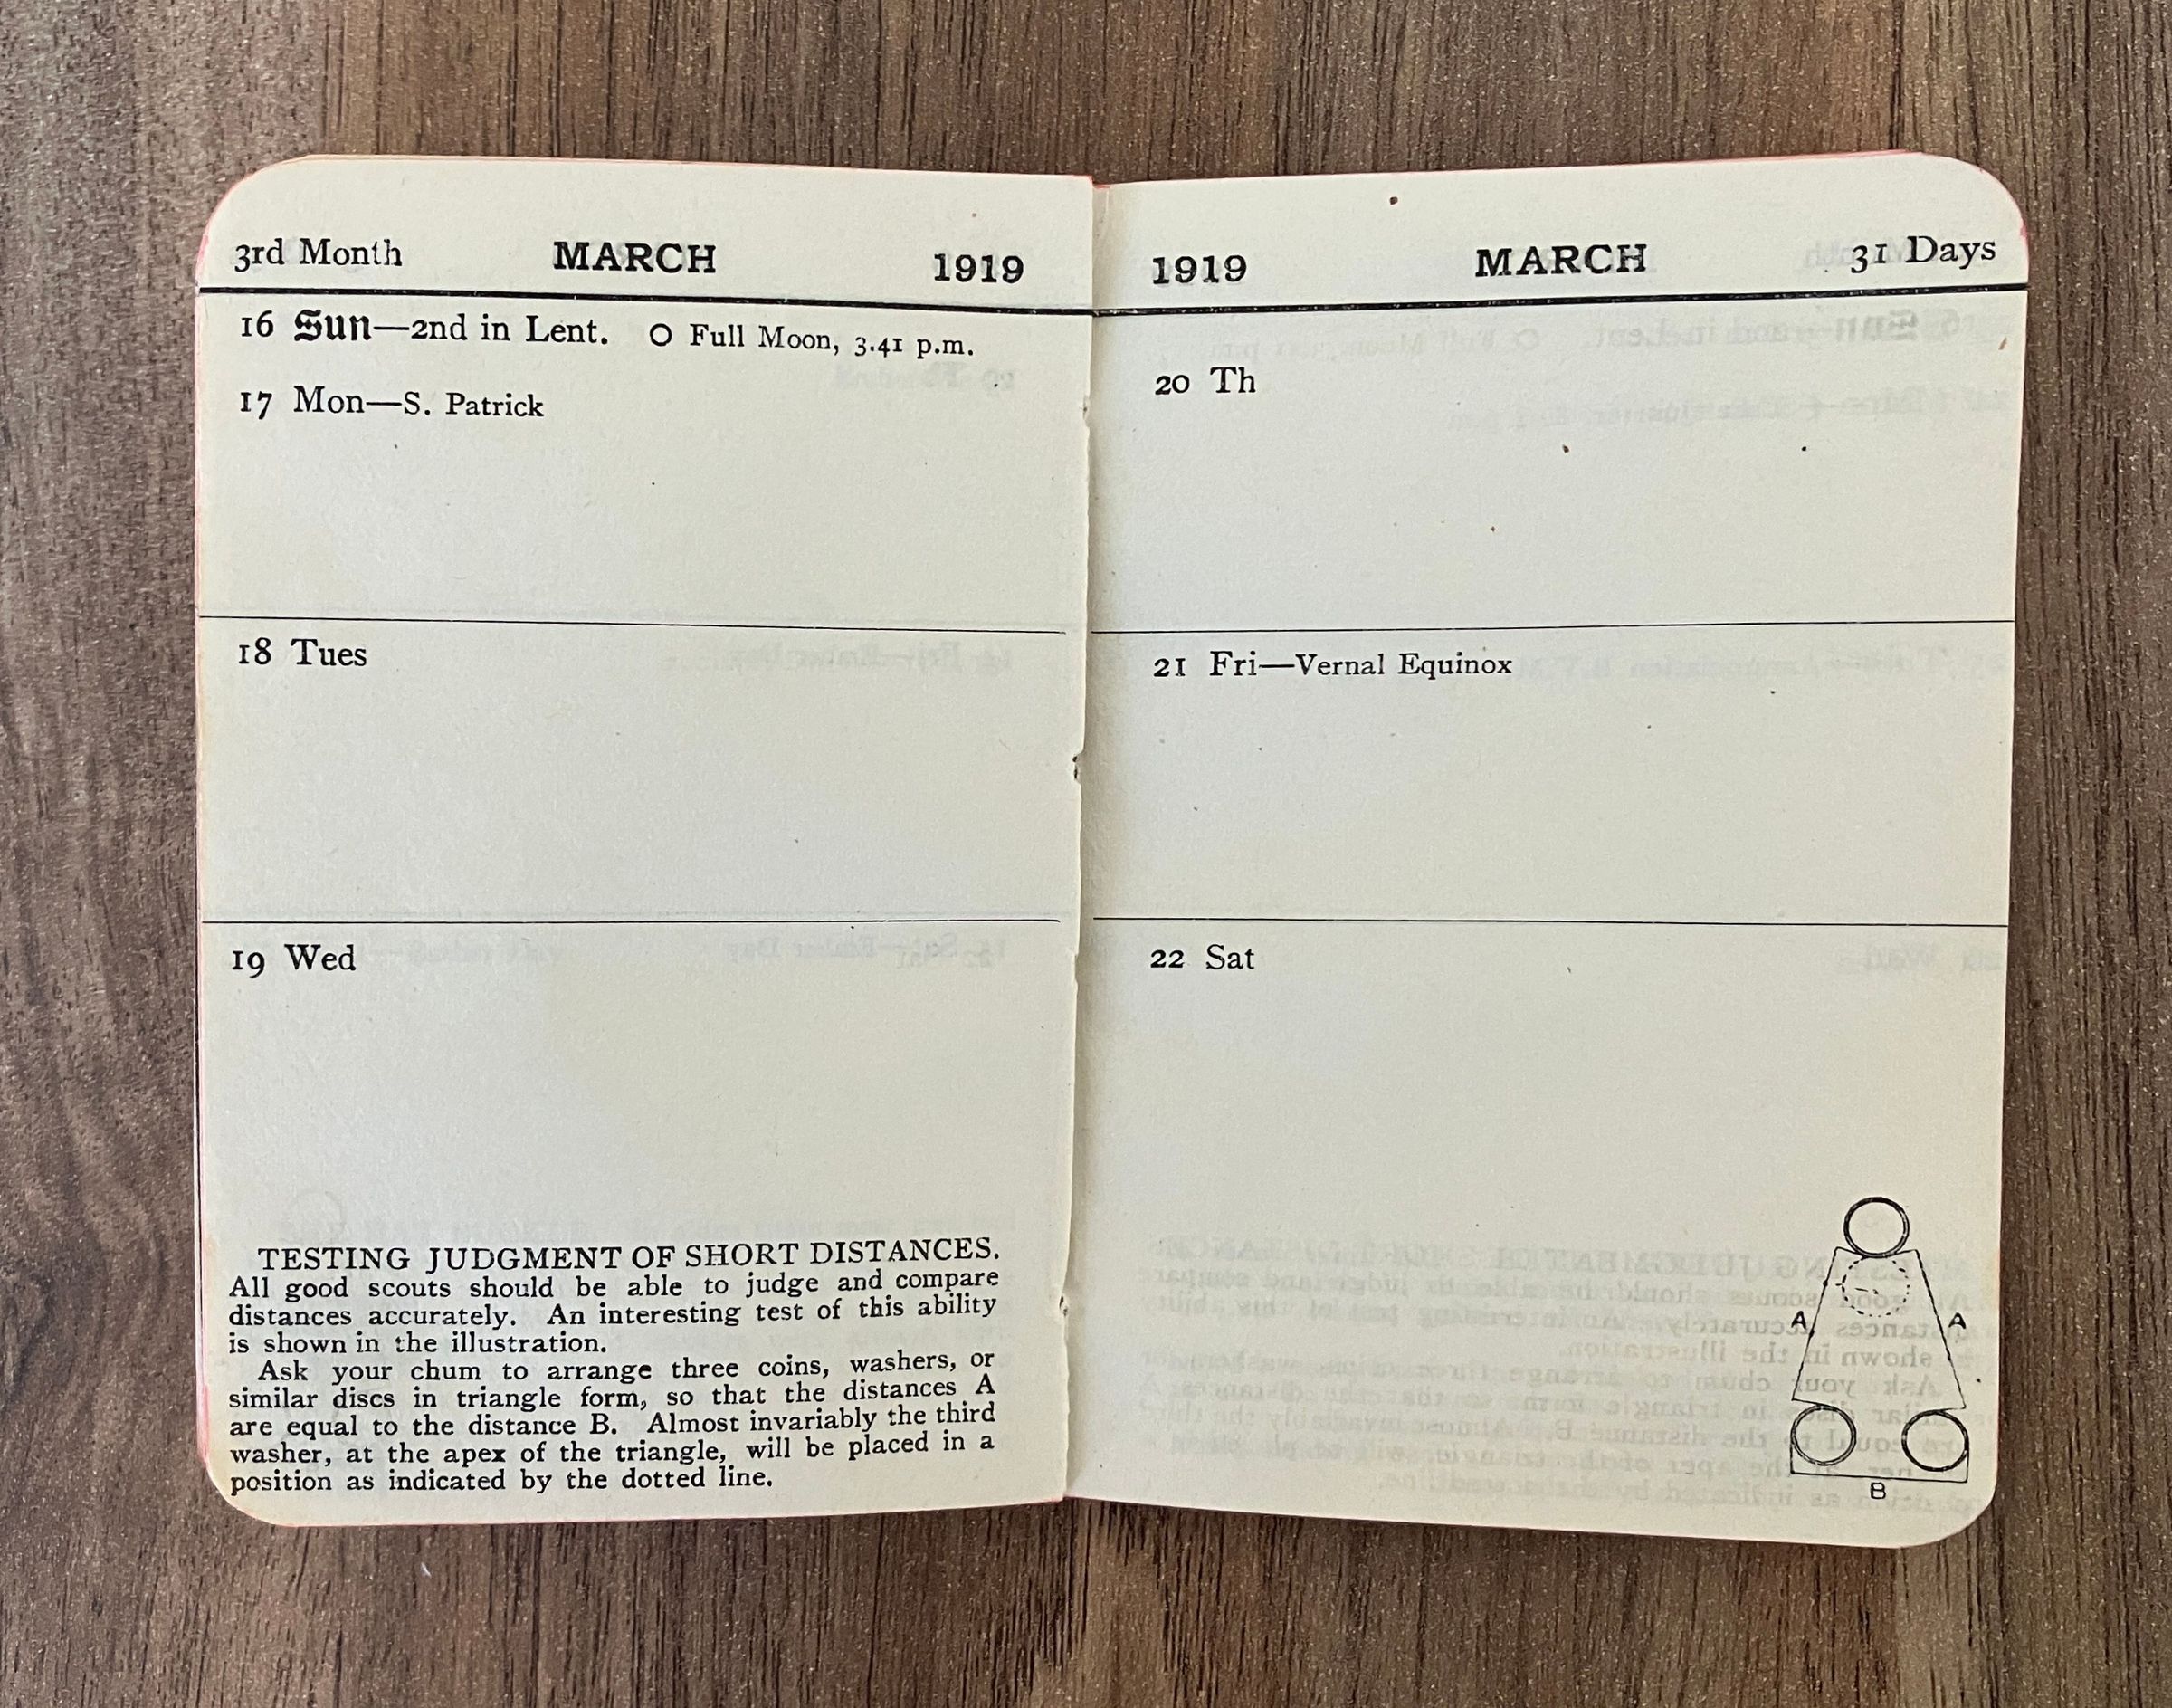 3rd Month MARCH 1919
16 Sun—2nd in Lent. O Full Moon, 3.41 p.m.
17 Mon—S. Patrick
18 Tues
19 Wed
TESTING JUDGMENT OF SHORT DISTANCES.
All good scouts should be able to judge and compare
distances accurately. An interesting test of this ability
is shown in the illustration.
Ask your chum to arrange three coins, washers, or
similar discs in triangle form, so that the distances A
are equal to the distance B. Almost invariably the third
washer, at the apex of the triangle, will be placed in a
position as indicated by the dotted line.
1919 MARCH 31 Days
20 Th
21 Fri—Vernal Equinox
22 Sat
A A
B